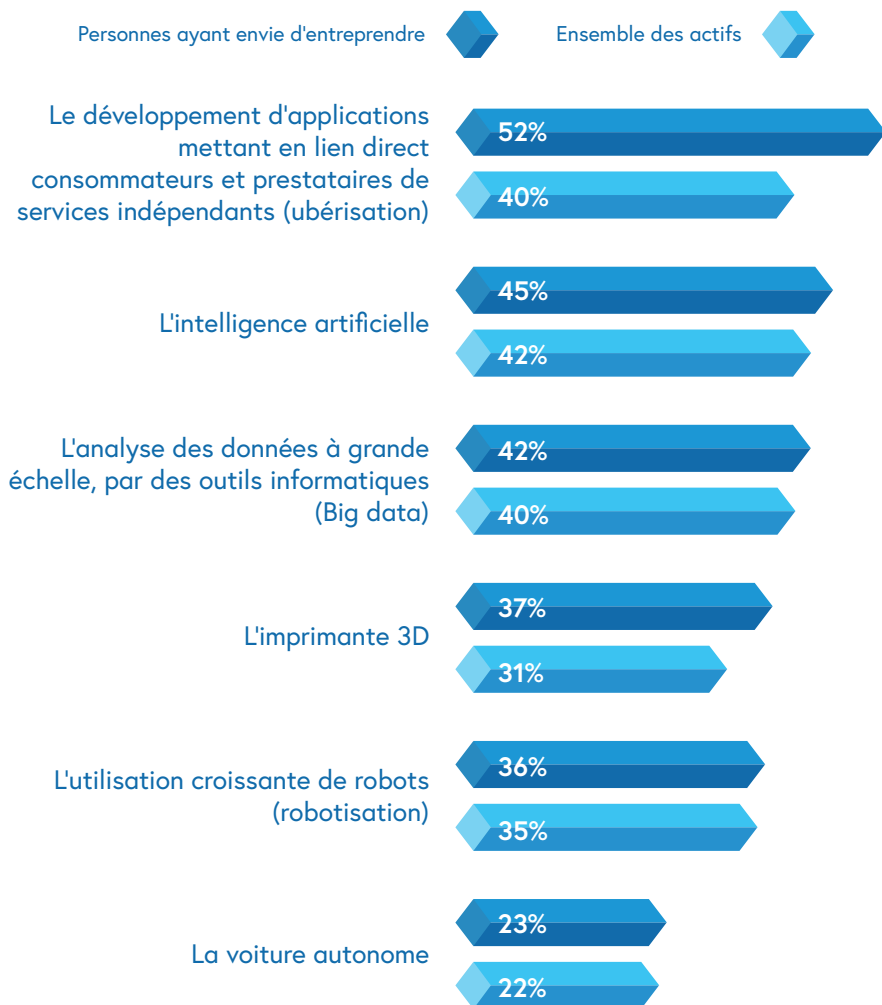 Personnes ayant envie d'entreprendre
Ensemble des actifs
Le développement d'applications
mettant en lien direct
consommateurs et prestataires de
services indépendants (ubérisation)
52%
40%
L'intelligence artificielle
45%
42%
L'analyse des données à grande
échelle, par des outils informatiques
(Big data)
42%
40%
L'imprimante 3D
37%
31%
L'utilisation croissante de robots
(robotisation)
36%
35%
La voiture autonome
23%
22%